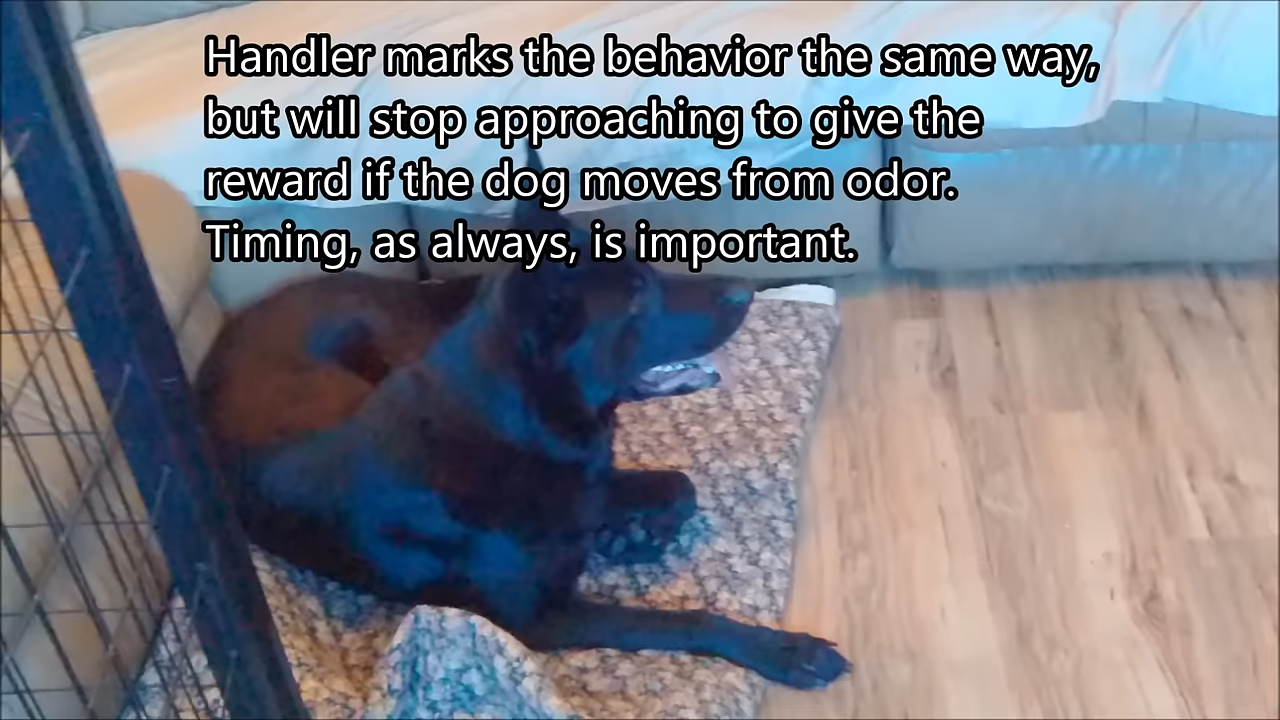 Handler marks the behavior the same way,
but will stop approaching to give the
reward if the dog moves from odor.
Timing, as always, is important.